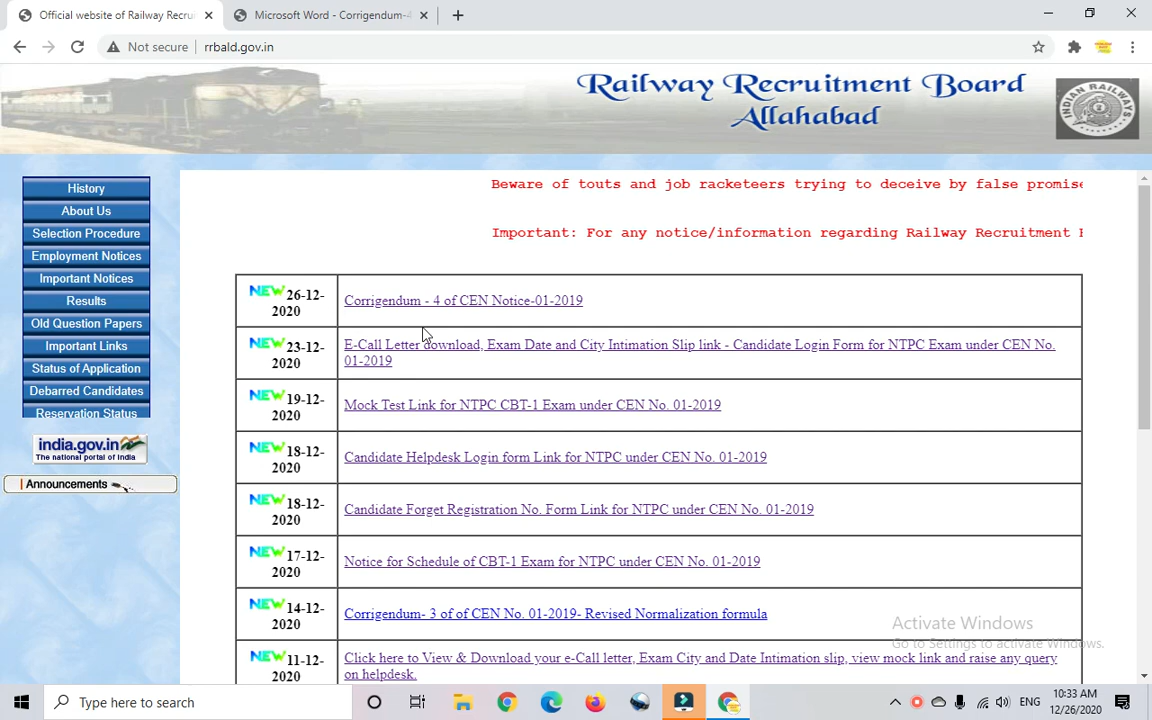 Official website of Railway Recrui
Microsoft Word - Corrigendum-4
Not secure
rrbald.gov.in
Railway Recruitment Board
Allahabad
INDIAN RAILWAYS
History
About Us
Selection Procedure
Employment Notices
Important Notices
Results
Old Question Papers
Important Links
Status of Application
Debarred Candidates
Reservation Status
india.gov.in
The national portal of India
Announcements
Beware of touts and job racketeers trying to deceive by false promise
Important: For any notice/information regarding Railway Recruitment
NEW 26-12-
2020
Corrigendum - 4 of CEN Notice-01-2019
NEW 23-12-
2020
E-Call Letter download, Exam Date and City Intimation Slip link - Candidate Login Form for NTPC Exam under CEN No.
01-2019
NEW 19-12-
2020
Mock Test Link for NTPC CBT-1 Exam under CEN No. 01-2019
NEW 18-12-
2020
Candidate Helpdesk Login form Link for NTPC under CEN No. 01-2019
NEW 18-12-
2020
Candidate Forget Registration No. Form Link for NTPC under CEN No. 01-2019
NEW 17-12-
2020
Notice for Schedule of CBT-1 Exam for NTPC under CEN No. 01-2019
NEW 14-12-
2020
Corrigendum- 3 of of CEN No. 01-2019- Revised Normalization formula
NEW 11-12-
2020
Click here to View & Download your e-Call letter, Exam City and Date Intimation slip, view mock link and raise any query
on helpdesk.
Activate Windows
Go to Settings to activate Windows.
Type here to search
ENG
10:33 AM
12/26/2020